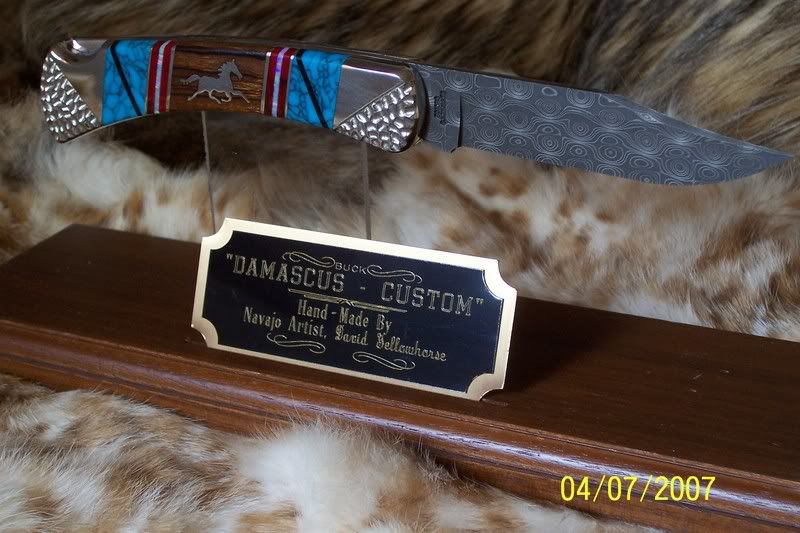 BUCK
"DAMASCUS - CUSTOM"
Hand-Made By
Navajo Artist, David Yellowhorse
04/07/2007